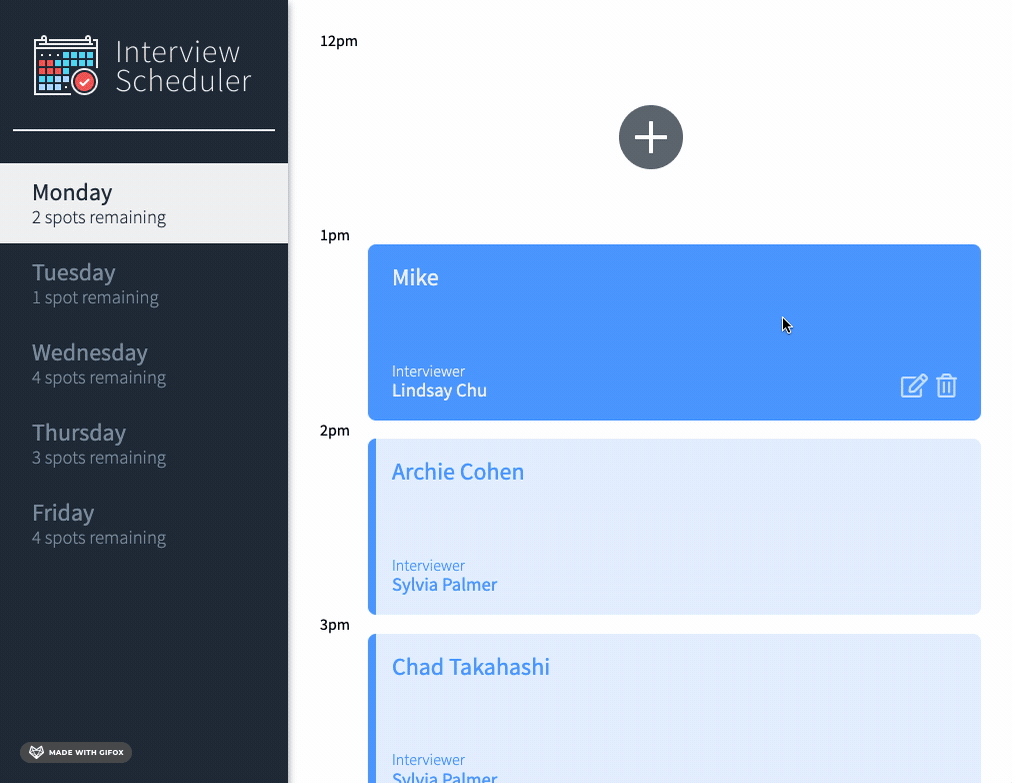 Interview
Scheduler
Monday
2 spots remaining
Tuesday
1 spot remaining
Wednesday
4 spots remaining
Thursday
3 spots remaining
Friday
4 spots remaining
MADE WITH GIFOX
12pm
1pm
Mike
Interviewer
Lindsay Chu
2pm
Archie Cohen
Interviewer
Sylvia Palmer
3pm
Chad Takahashi
Interviewer
Sylvia Palmer